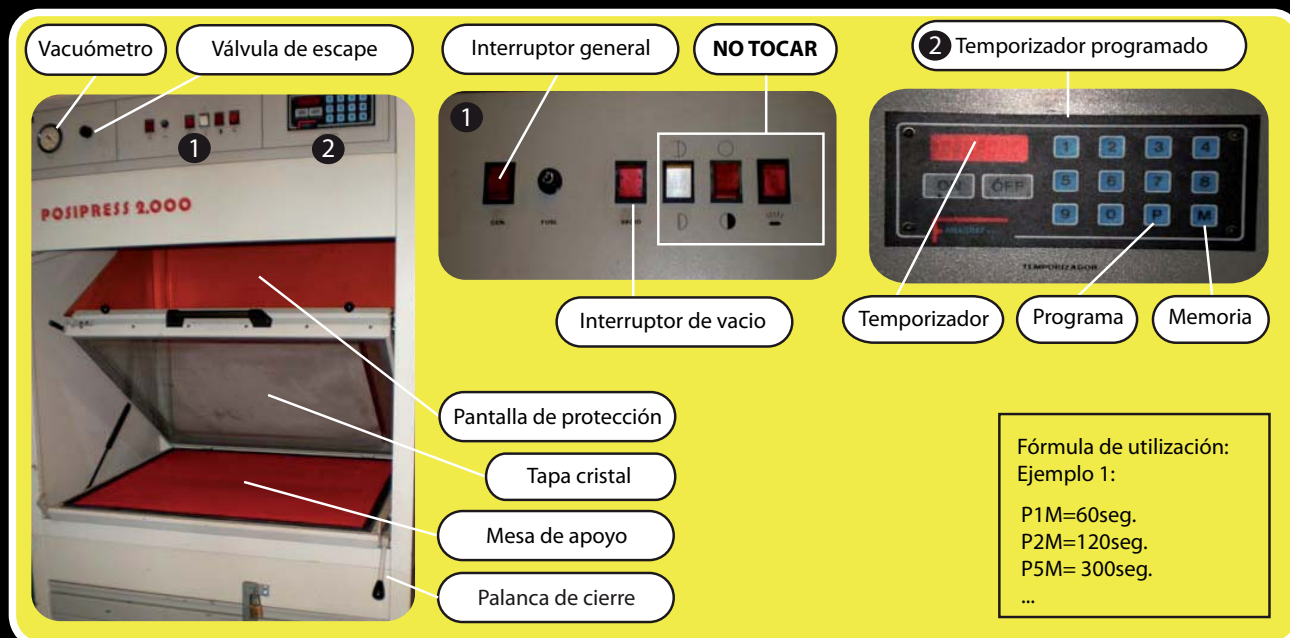 Vacuómetro
Válvula de escape
Interruptor general
NO TOCAR
2 Temporizador programado
1
2
POSIPRESS 2.000
1
GEN.
FUSI.
VACIO
ON
OFF
1 2 3 4
5 6 7 8
9 0 P M
TEMPORIZADOR
Interruptor de vacio
Temporizador
Programa
Memoria
Pantalla de protección
Tapa cristal
Mesa de apoyo
Palanca de cierre
Fórmula de utilización:
Ejemplo 1:
P1M=60seg.
P2M=120seg.
P5M= 300seg.
...